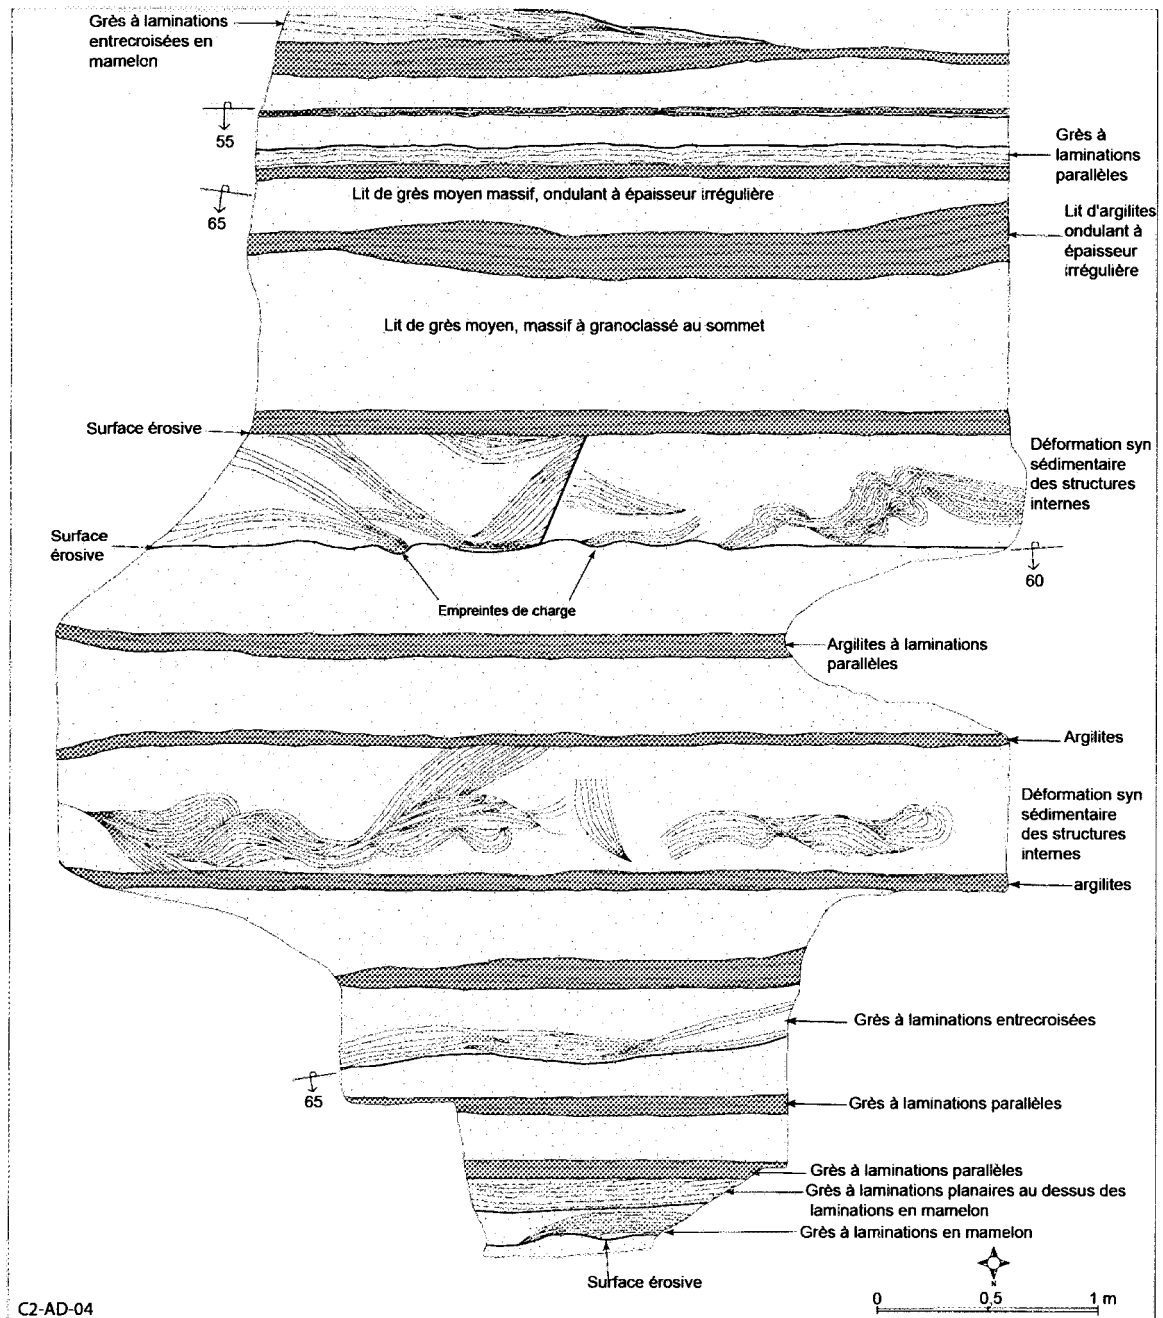 Grès à laminations
entrecroisées en
mamelon
55
Grès à
laminations
parallèles
65
Lit de grès moyen massif, ondulant à épaisseur irrégulière
Lit d'argilites
ondulant à
épaisseur
irrégulière
Lit de grès moyen, massif à granoclassé au sommet
Surface érosive
Déformation syn
sédimentaire
des structures
internes
Surface
érosive
60
Empreintes de charge
Argilites à laminations
parallèles
Argilites
Déformation syn
sédimentaire
des structures
internes
argilites
Grès à laminations entrecroisées
65
Grès à laminations parallèles
Grès à laminations parallèles
Grès à laminations planaires au dessus des
laminations en mamelon
Grès à laminations en mamelon
Surface érosive
N
0 0,5 1 m
C2-AD-04